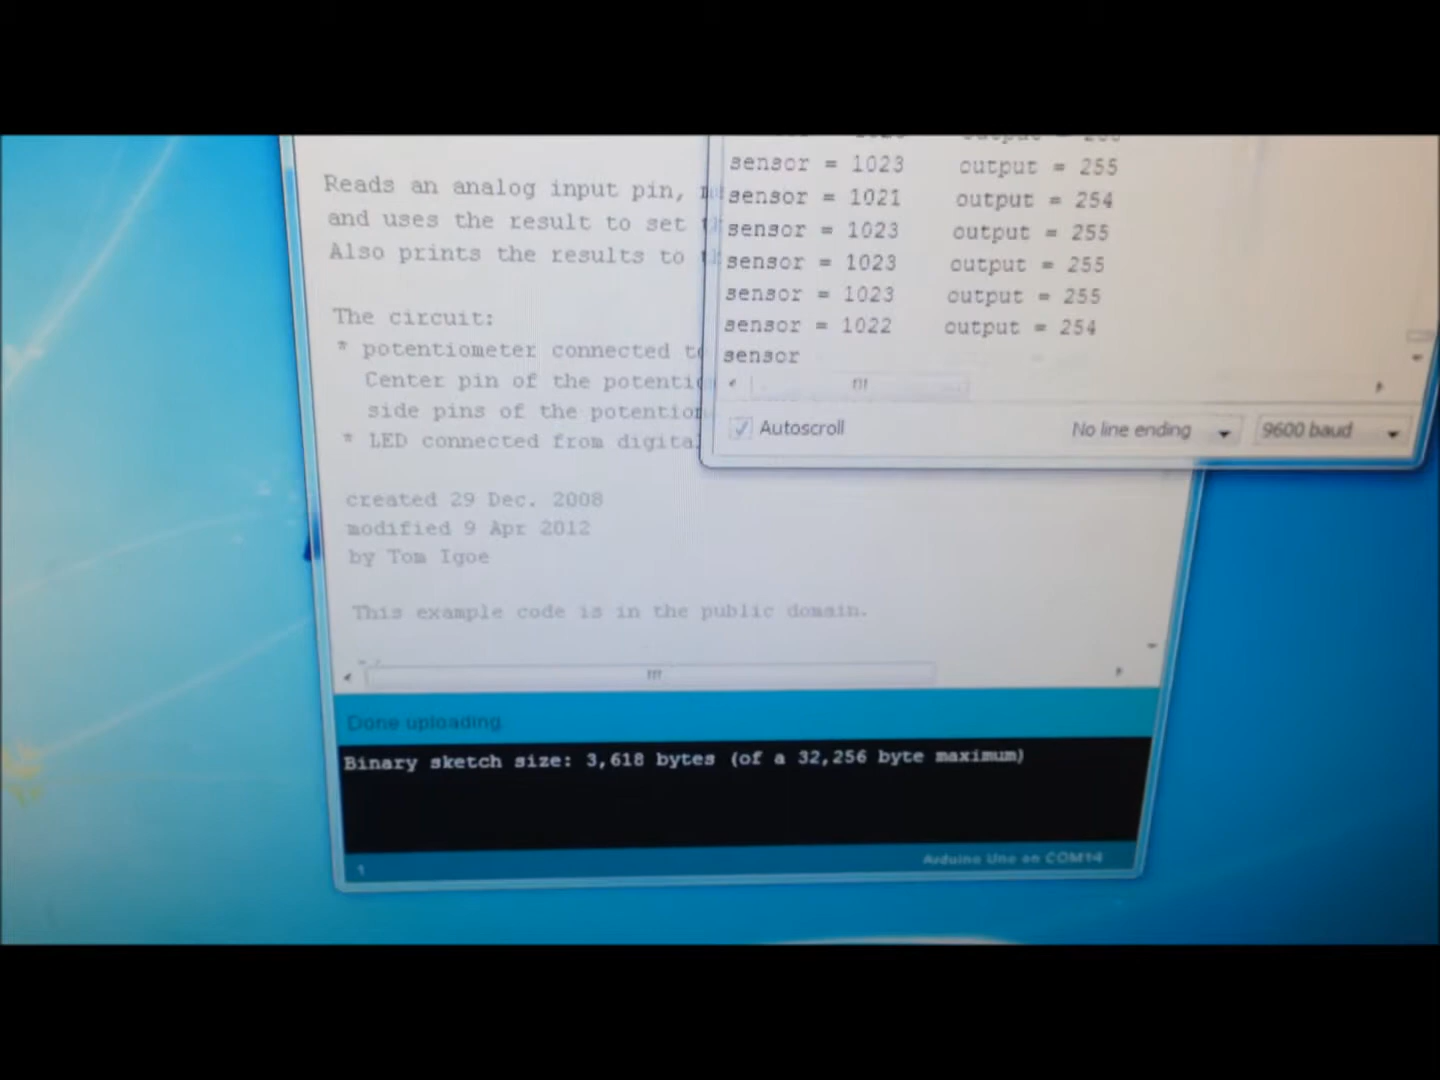 Reads an analog input pin,
and uses the result to set
Also prints the results to
The circuit:
* potentiometer connected to
Center pin of the potenti
side pins of the potention
* LED connected from digital
created 29 Dec. 2008
modified 9 Apr 2012
by Tom Igoe
This example code is in the public domain.
Done uploading.
Binary sketch size: 3,618 bytes (of a 32,256 byte maximum)
1
Arduino Uno on COM14
sensor = 1023 output = 255
sensor = 1021 output = 254
sensor = 1023 output = 255
sensor = 1023 output = 255
sensor = 1023 output = 255
sensor = 1022 output = 254
sensor
Autoscroll
No line ending
9600 baud